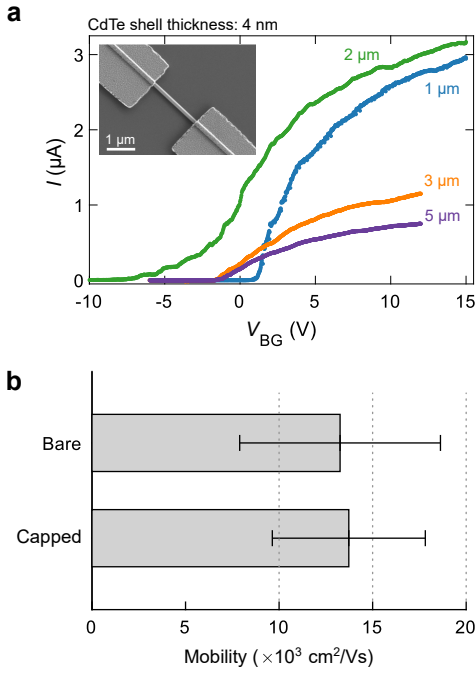 a
CdTe shell thickness: 4 nm
3
2
1
0
I (µA)
1 µm
2 µm
1 µm
3 µm
5 µm
-10 -5 0 5 10 15
V_BG (V)
b
Bare
Capped
0 5 10 15 20
Mobility (×10³ cm²/Vs)